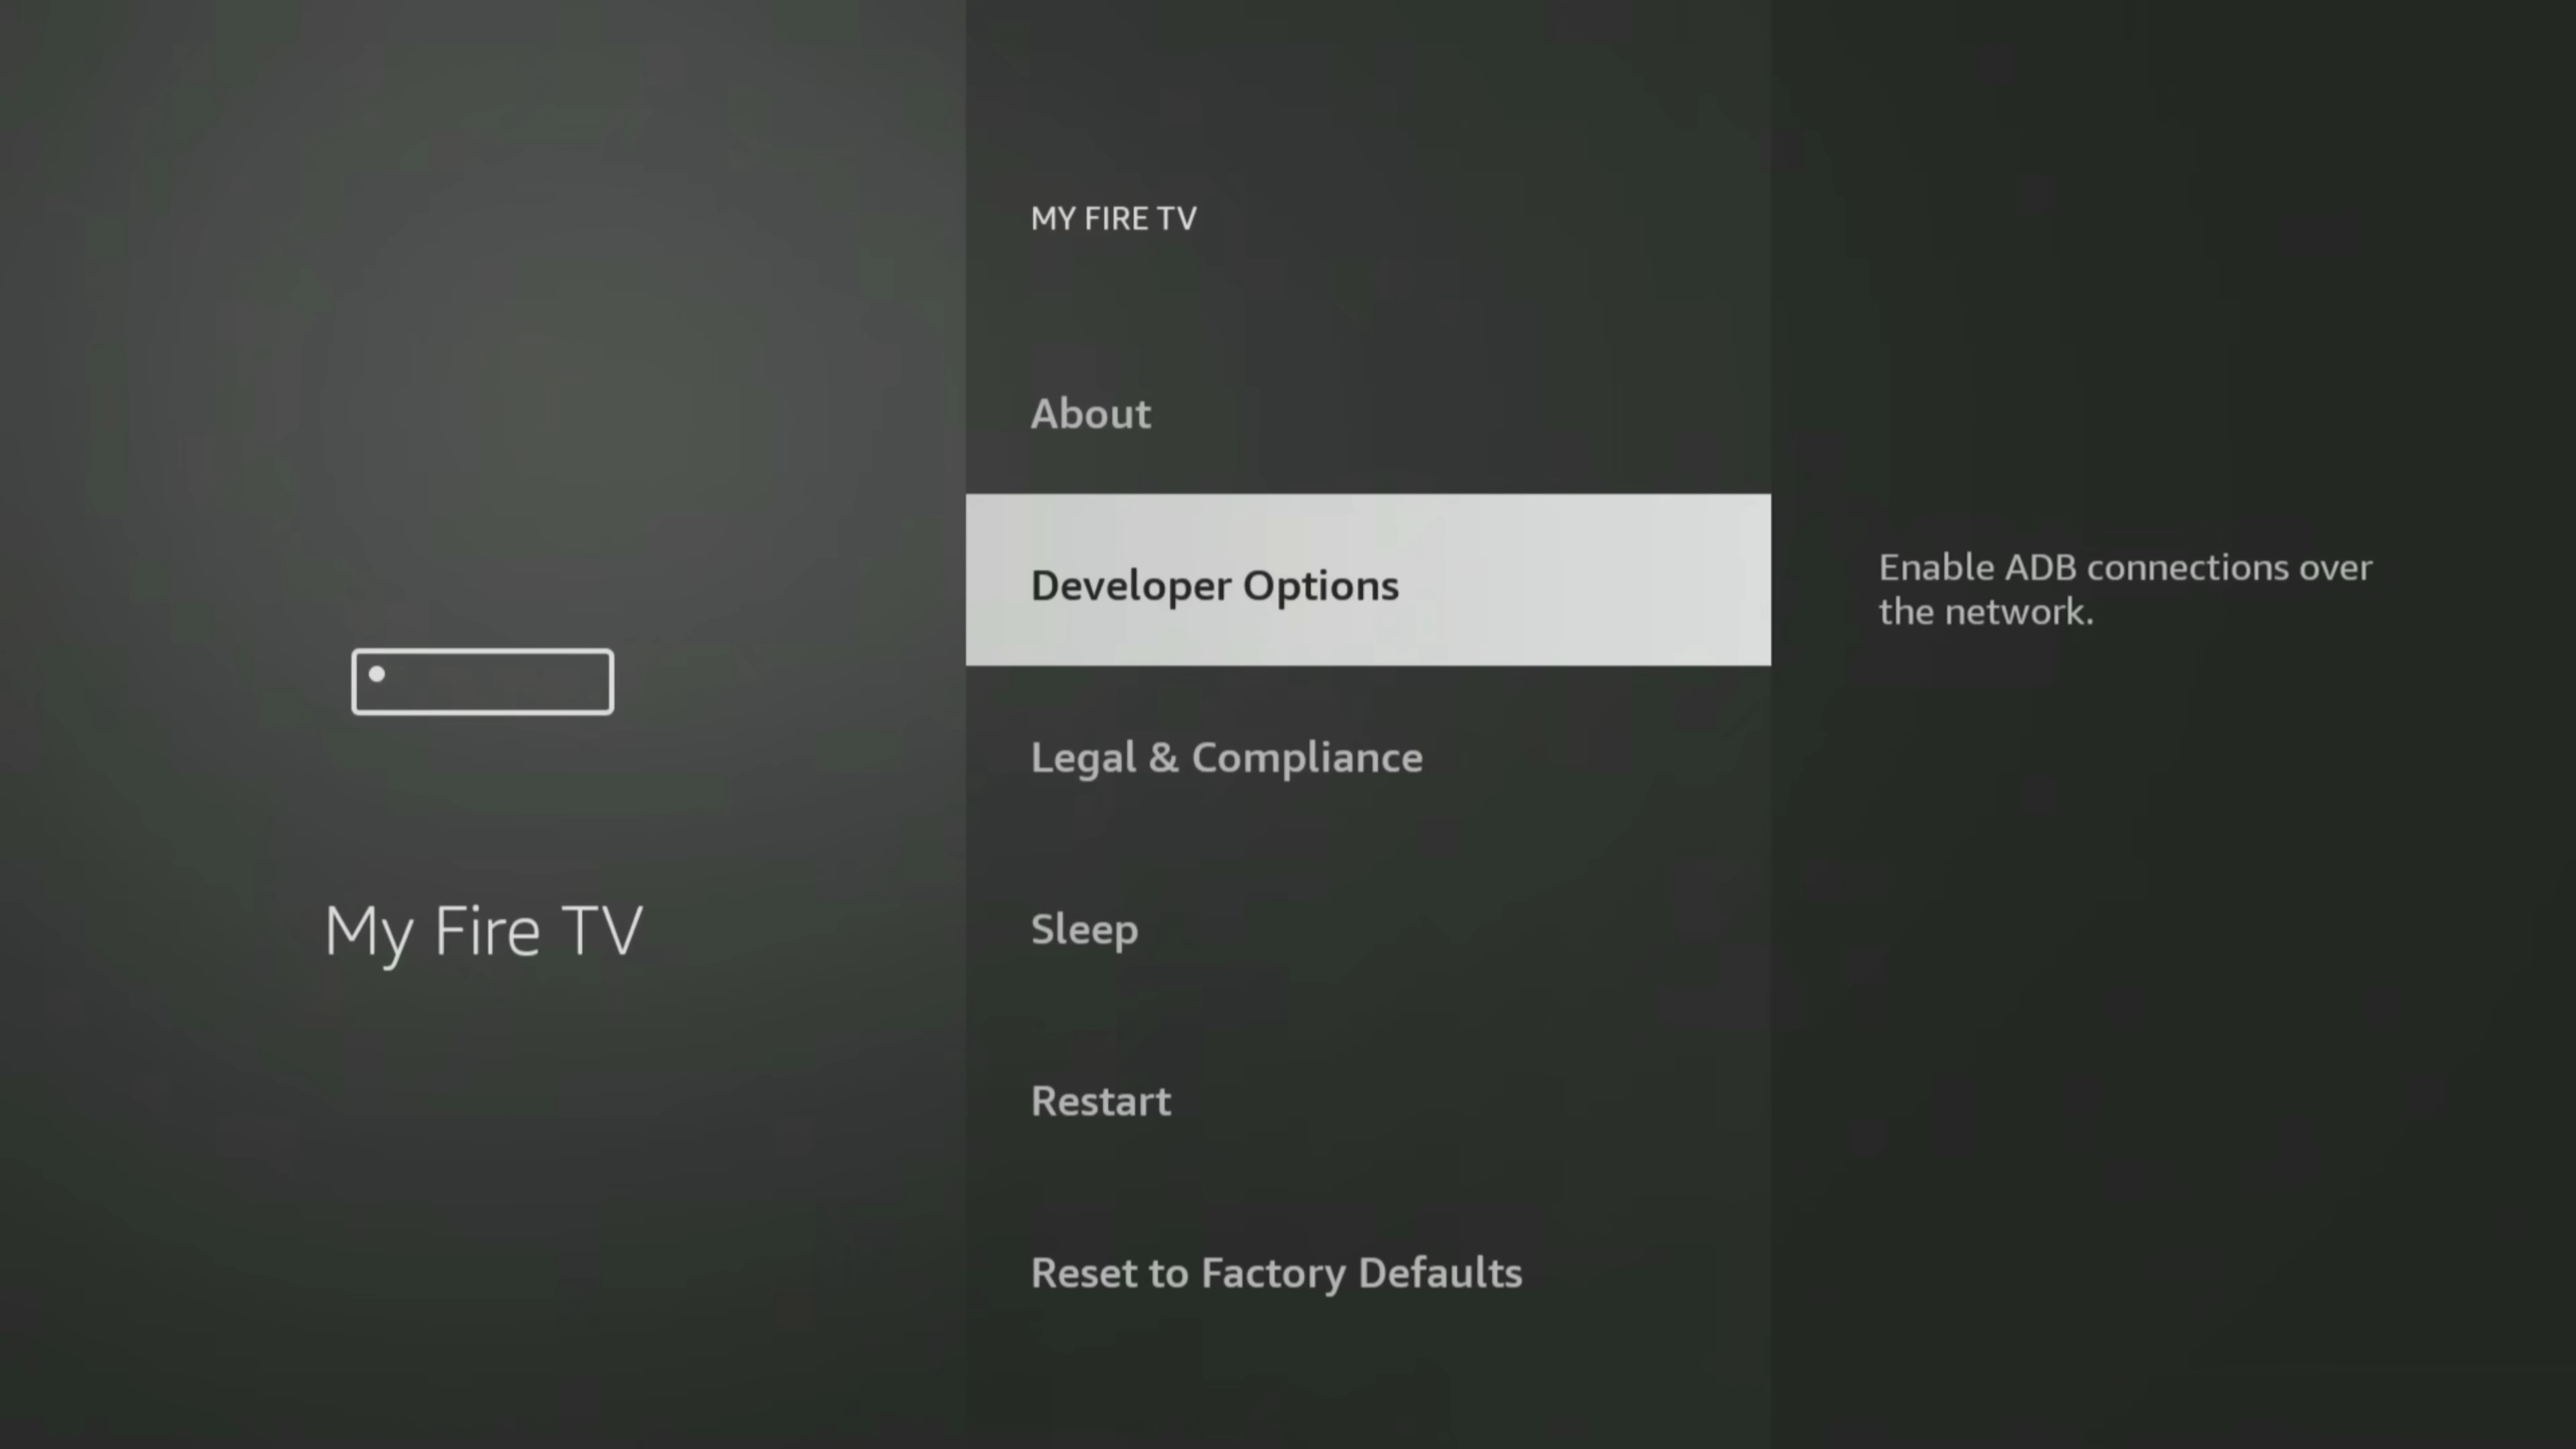 MY FIRE TV
About
Developer Options
Enable ADB connections over
the network.
Legal & Compliance
Sleep
My Fire TV
Restart
Reset to Factory Defaults